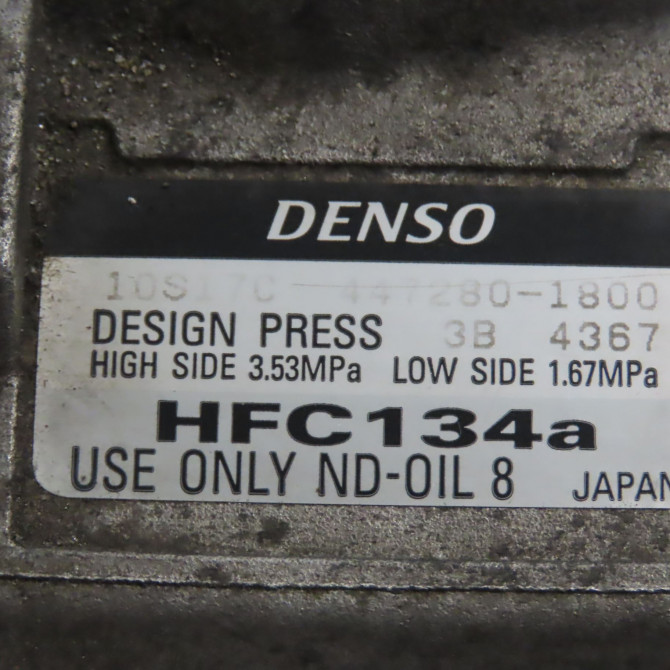 DENSO
10S17C 447280-1800
DESIGN PRESS 3B 4367
HIGH SIDE 3.53MPa LOW SIDE 1.67MPa
HFC134a
USE ONLY ND-OIL 8 JAPAN